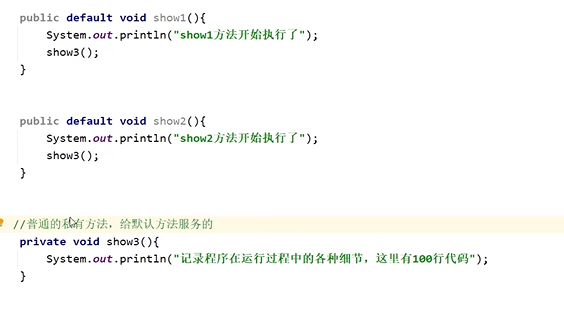 public default void show1(){
System.out.println("show1方法开始执行了");
show3();
}
public default void show2(){
System.out.println("show2方法开始执行了");
show3();
}
//普通的私有方法，给默认方法服务的
private void show3(){
System.out.println("记录程序在运行过程中的各种细节，这里有100行代码");
}